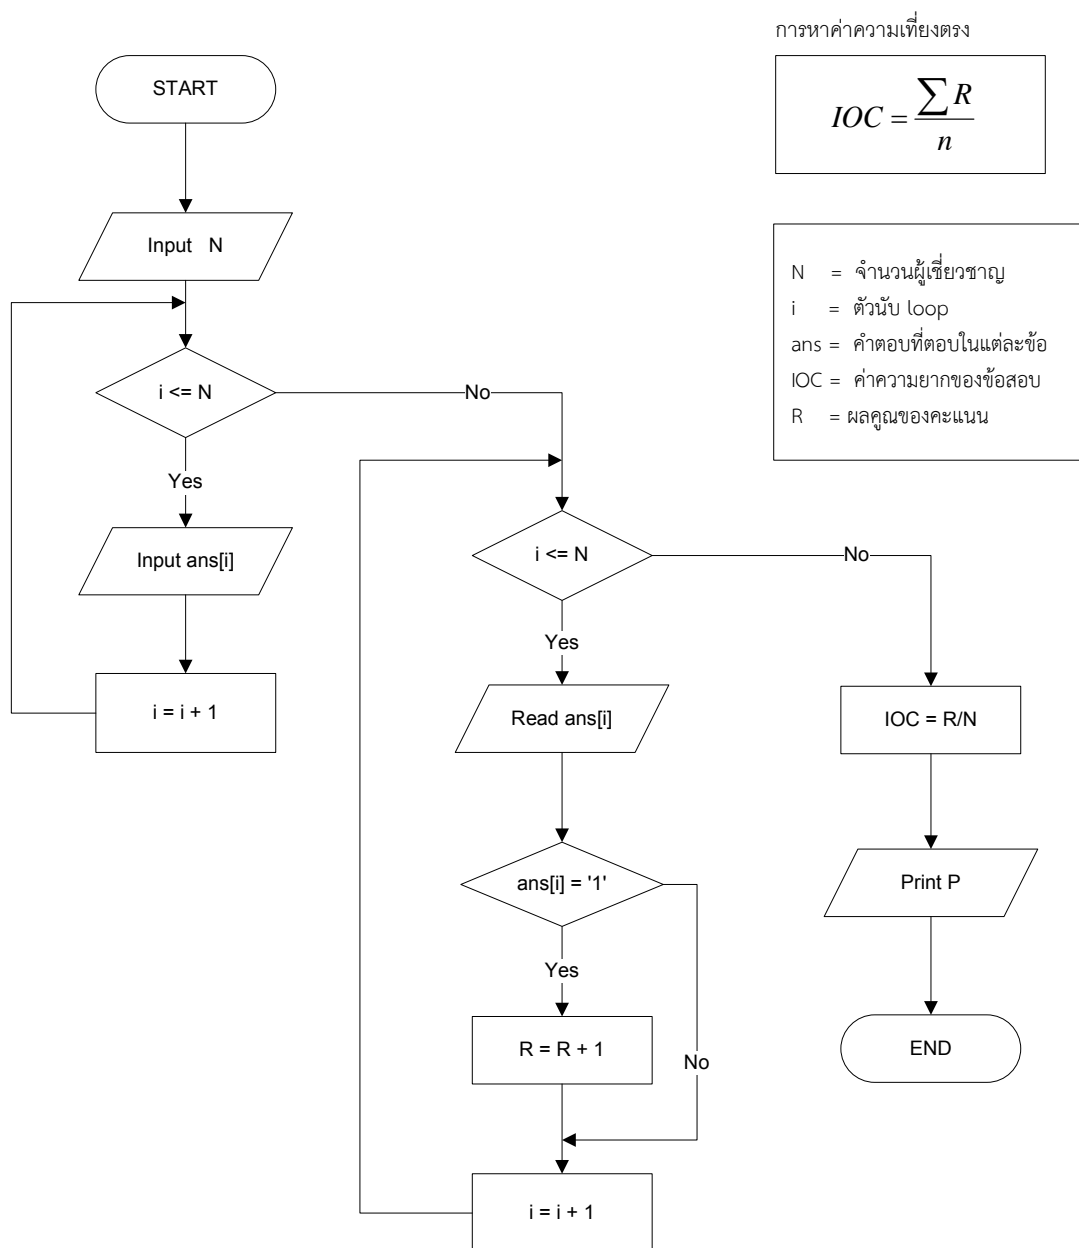 การหาค่าความเที่ยงตรง
IOC = ∑ R / n
START
Input N
i <= N
No
Yes
Input ans[i]
i = i + 1
N = จำนวนผู้เชี่ยวชาญ
i = ตัวนับ loop
ans = คำตอบที่ตอบในแต่ละข้อ
IOC = ค่าความยากของข้อสอบ
R = ผลคูณของคะแนน
i <= N
No
Yes
Read ans[i]
ans[i] = '1'
Yes
R = R + 1
No
i = i + 1
IOC = R/N
Print P
END